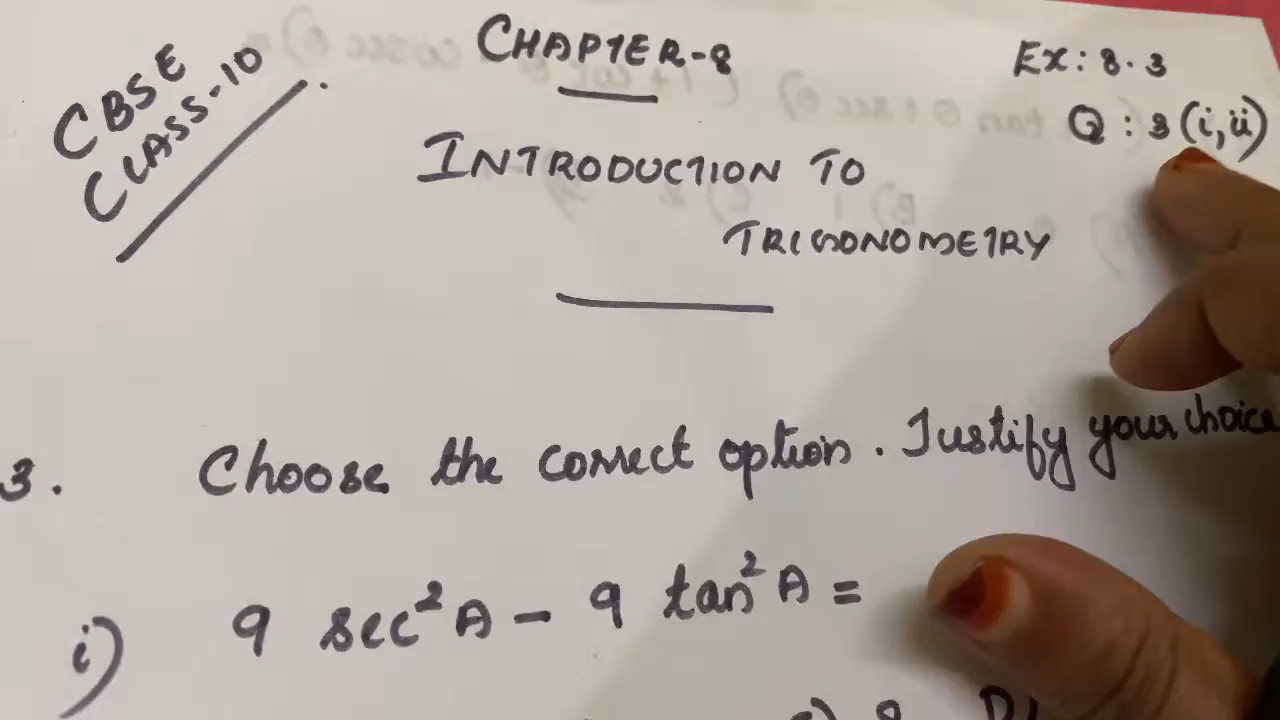 CBSE
CLASS-10
CHAPTER-8
Ex: 8.3
Q: 3 (i, ii)
INTRODUCTION TO
TRIGONOMETRY
3. Choose the correct option. Justify your choice
i) 9 sec²A - 9 tan²A =